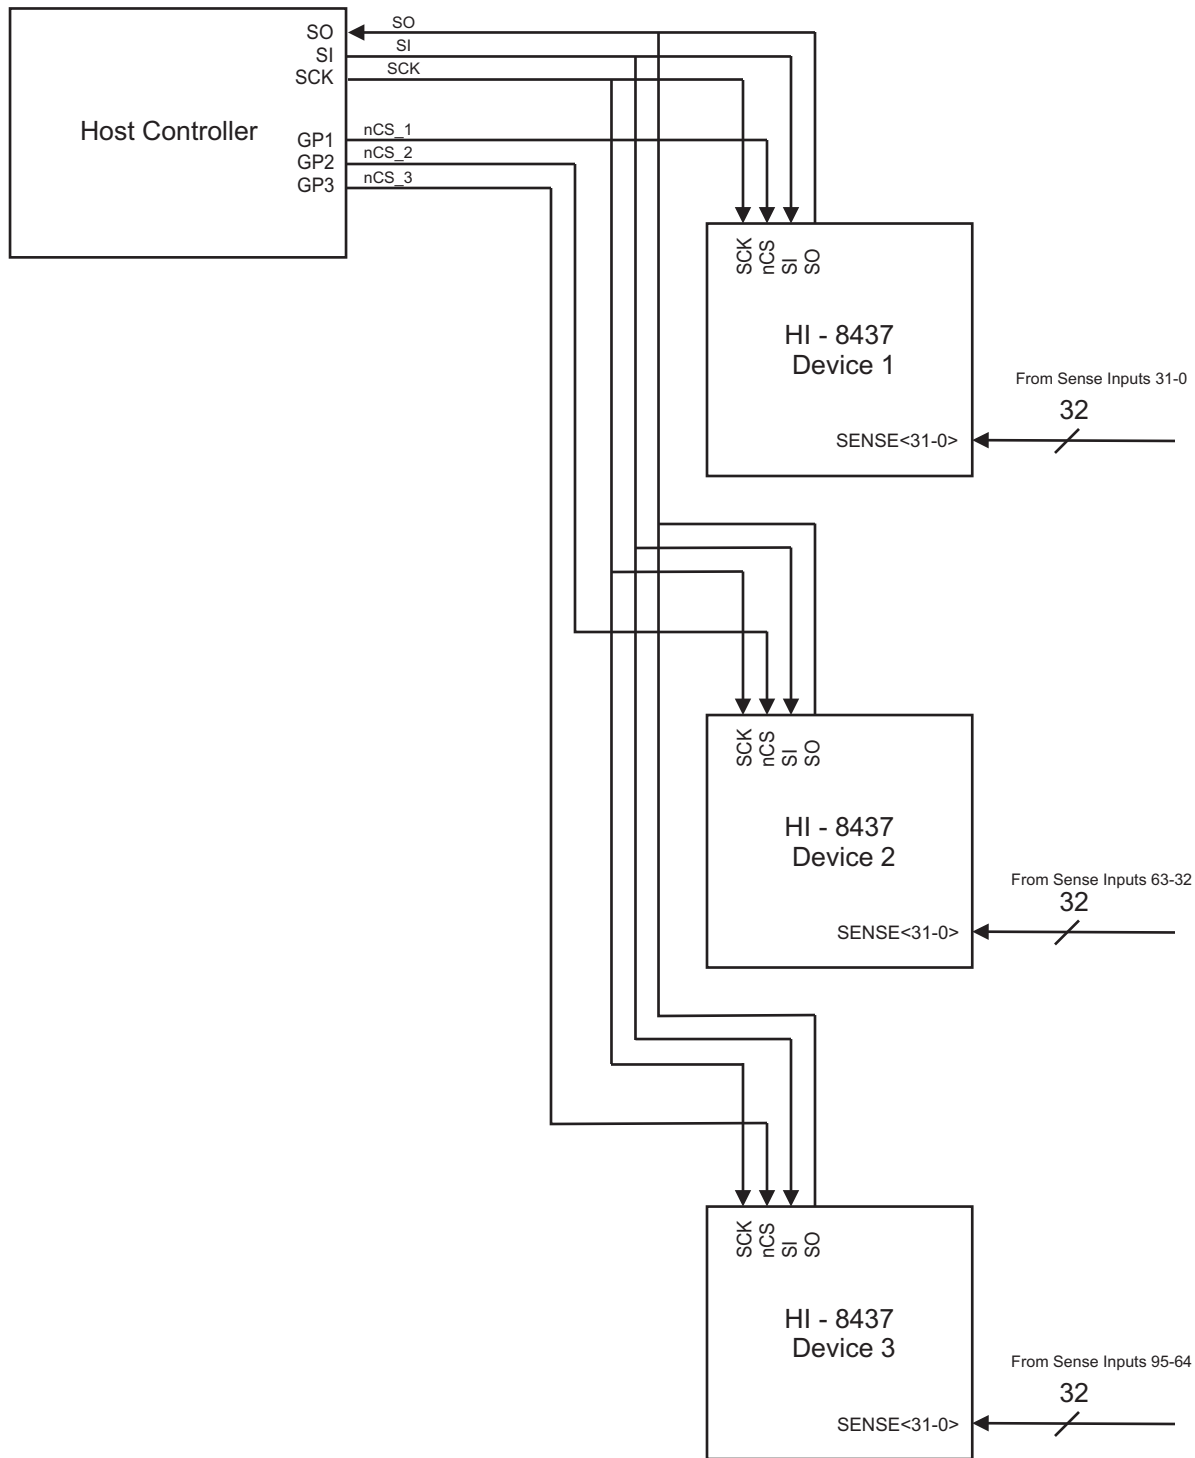 SO
SO
SI
SI
SCK
SCK
Host Controller
GP1
nCS_1
GP2
nCS_2
GP3
nCS_3
SCK
nCS
SI
SO
HI - 8437
Device 1
From Sense Inputs 31-0
32
SENSE<31-0>
SCK
nCS
SI
SO
HI - 8437
Device 2
From Sense Inputs 63-32
32
SENSE<31-0>
SCK
nCS
SI
SO
HI - 8437
Device 3
From Sense Inputs 95-64
32
SENSE<31-0>